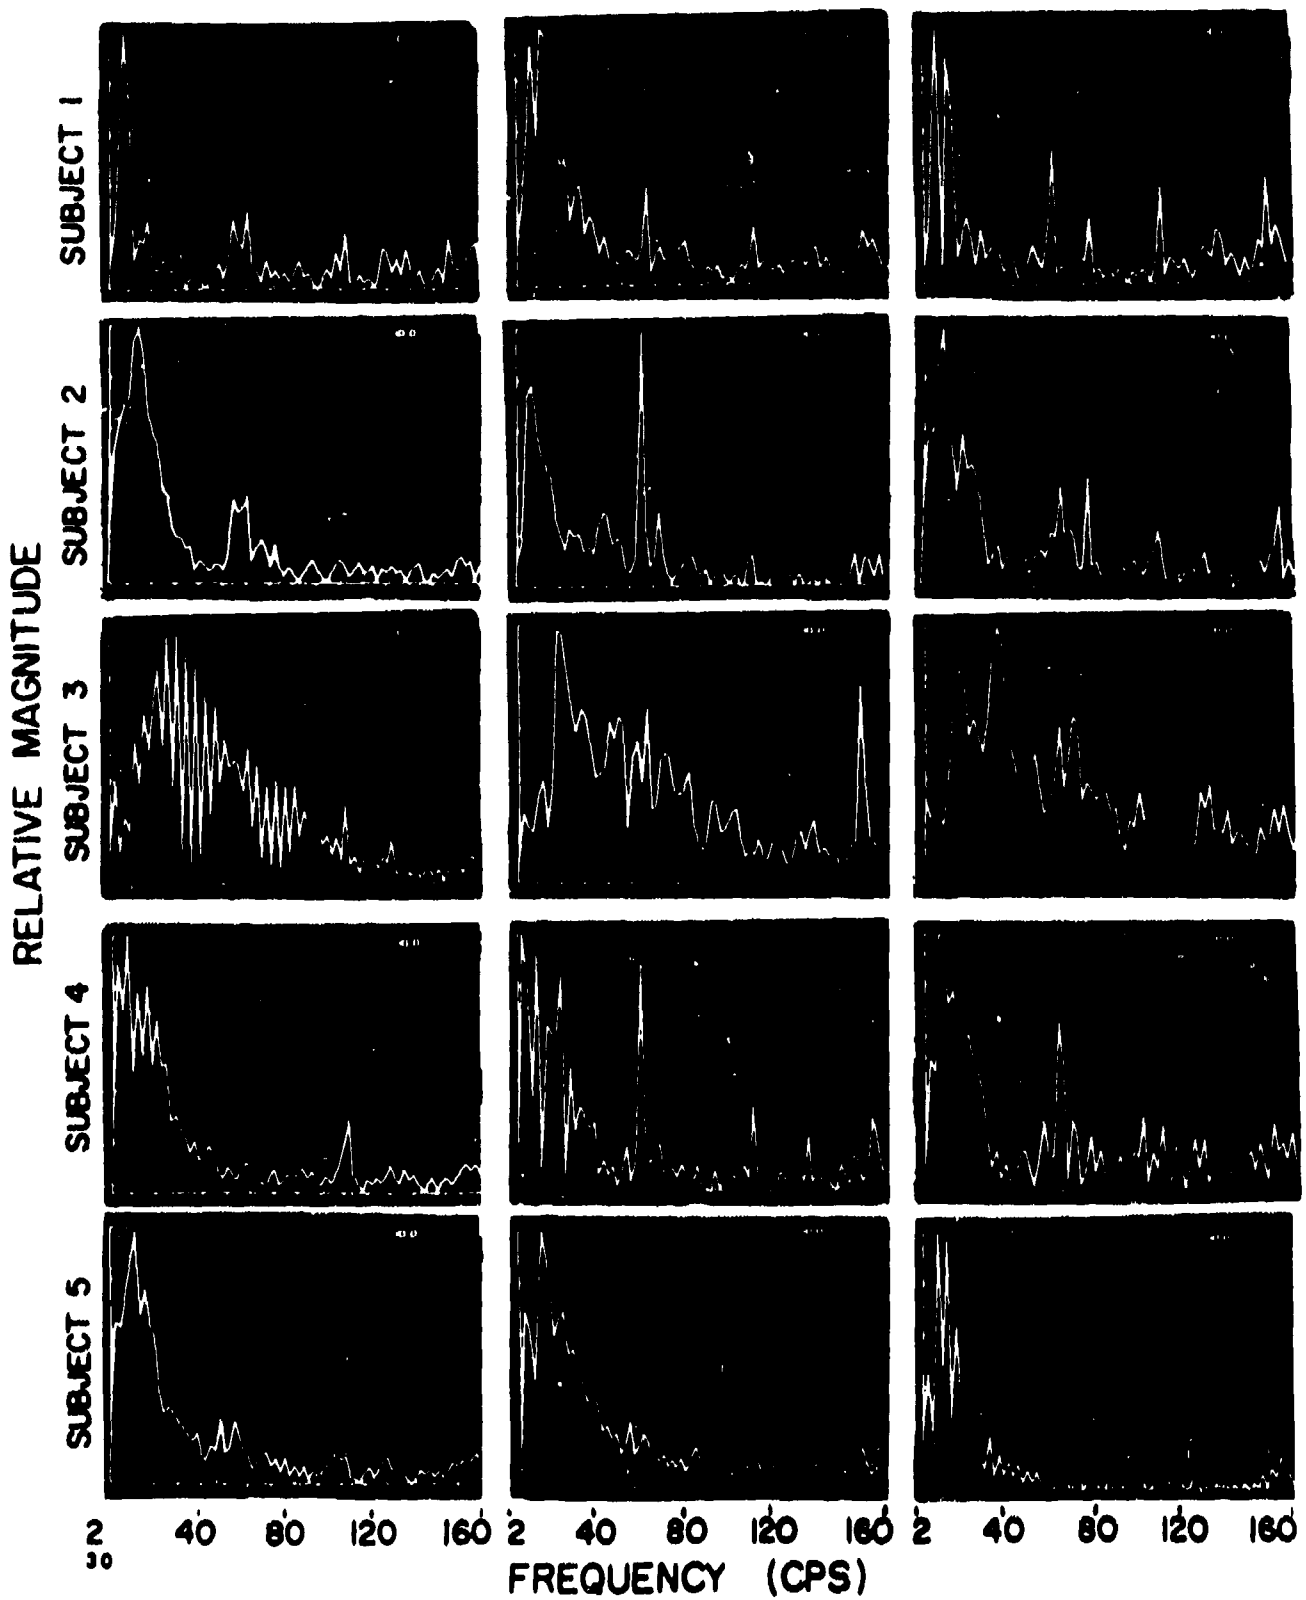 RELATIVE MAGNITUDE
SUBJECT 1
SUBJECT 2
SUBJECT 3
SUBJECT 4
SUBJECT 5
2 40 80 120 160 2 40 80 120 160 2 40 80 120 160
30
FREQUENCY (CPS)